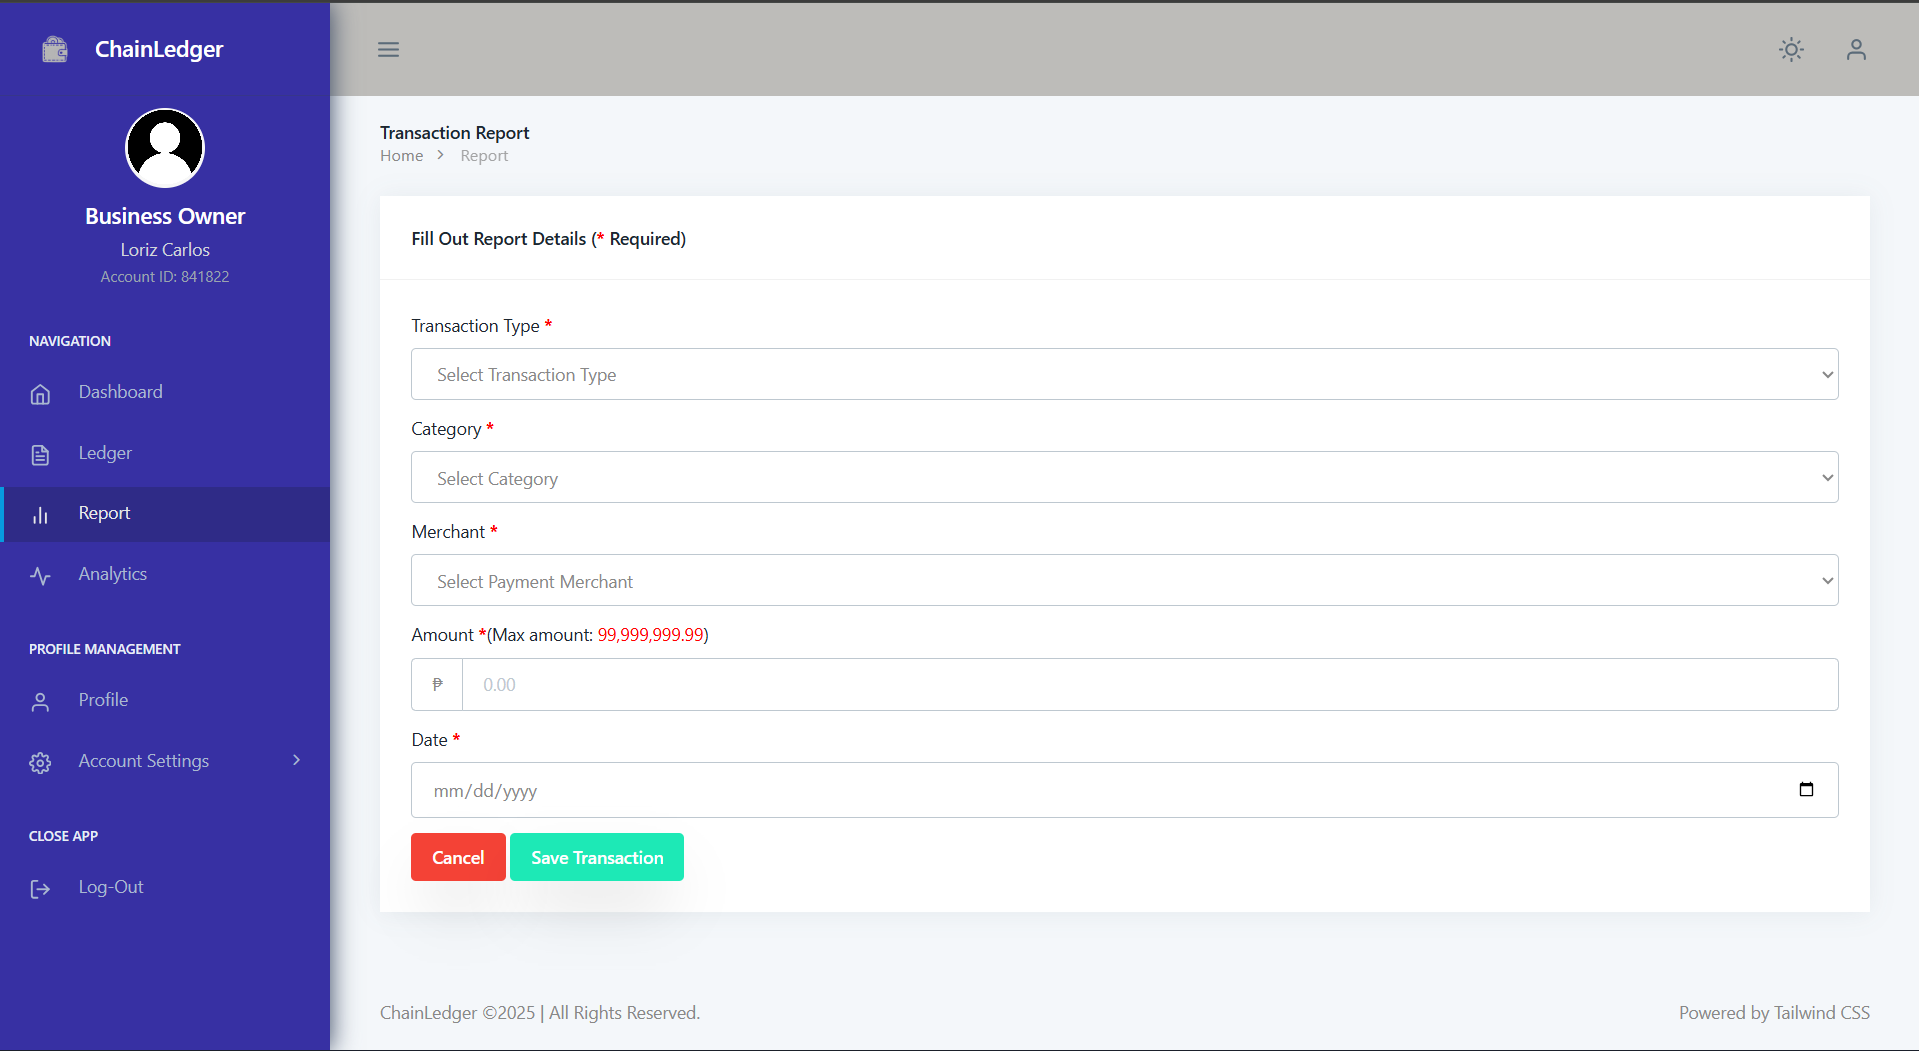 ChainLedger
Business Owner
Loriz Carlos
Account ID: 841822
NAVIGATION
Dashboard
Ledger
Report
Analytics
PROFILE MANAGEMENT
Profile
Account Settings
CLOSE APP
Log-Out
Transaction Report
Home > Report
Fill Out Report Details (* Required)
Transaction Type *
Select Transaction Type
Category *
Select Category
Merchant *
Select Payment Merchant
Amount *(Max amount: 99,999,999.99)
₱ 0.00
Date *
mm/dd/yyyy
Cancel Save Transaction
ChainLedger ©2025 | All Rights Reserved. Powered by Tailwind CSS